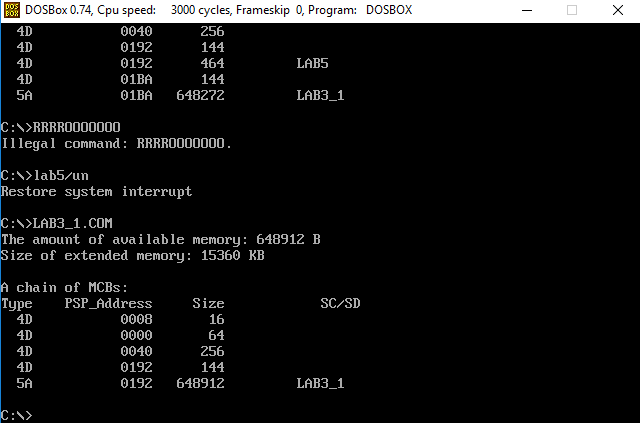 DOS BOX DOSBox 0.74, Cpu speed: 3000 cycles, Frameskip 0, Program: DOSBOX
4D 0040 256
4D 0192 144
4D 0192 464 LAB5
4D 01BA 144
5A 01BA 648272 LAB3_1
C:\>RRRROOOOOOO
Illegal command: RRRROOOOOOO.
C:\>lab5/un
Restore system interrupt
C:\>LAB3_1.COM
The amount of available memory: 648912 B
Size of extended memory: 15360 KB
A chain of MCBs:
Type PSP_Address Size SC/SD
4D 0008 16
4D 0000 64
4D 0040 256
4D 0192 144
5A 0192 648912 LAB3_1
C:\>